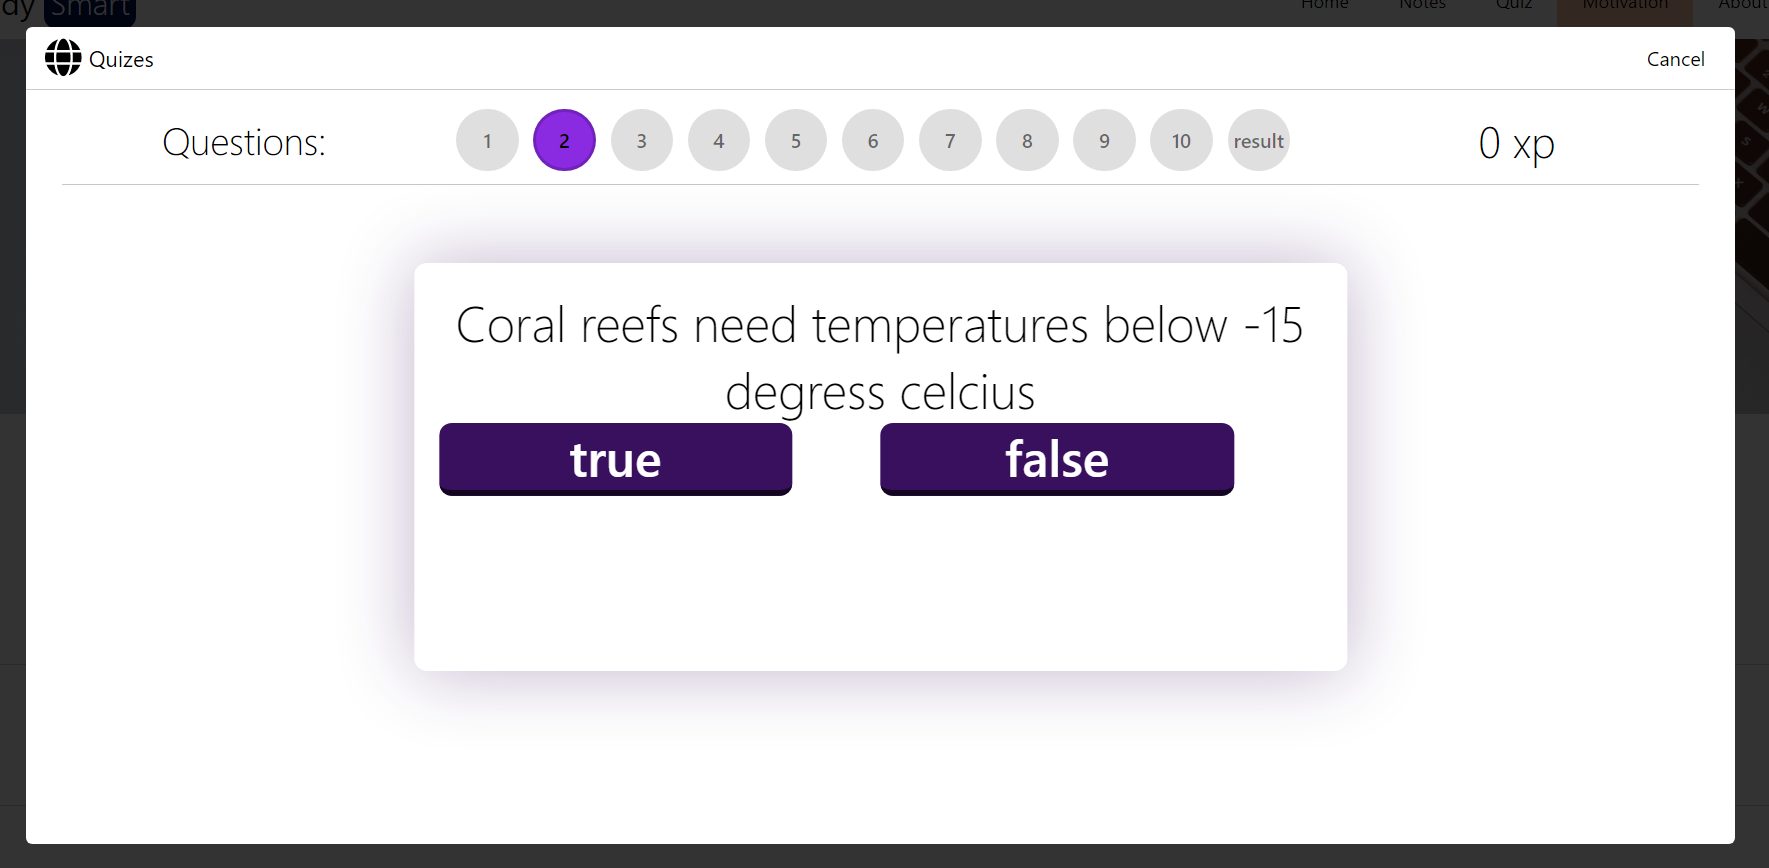 dy Smart
Home Notes Quiz Motivation About
Quizes
Cancel
Questions:
1 2 3 4 5 6 7 8 9 10 result
0 xp
Coral reefs need temperatures below -15
degress celcius
true false